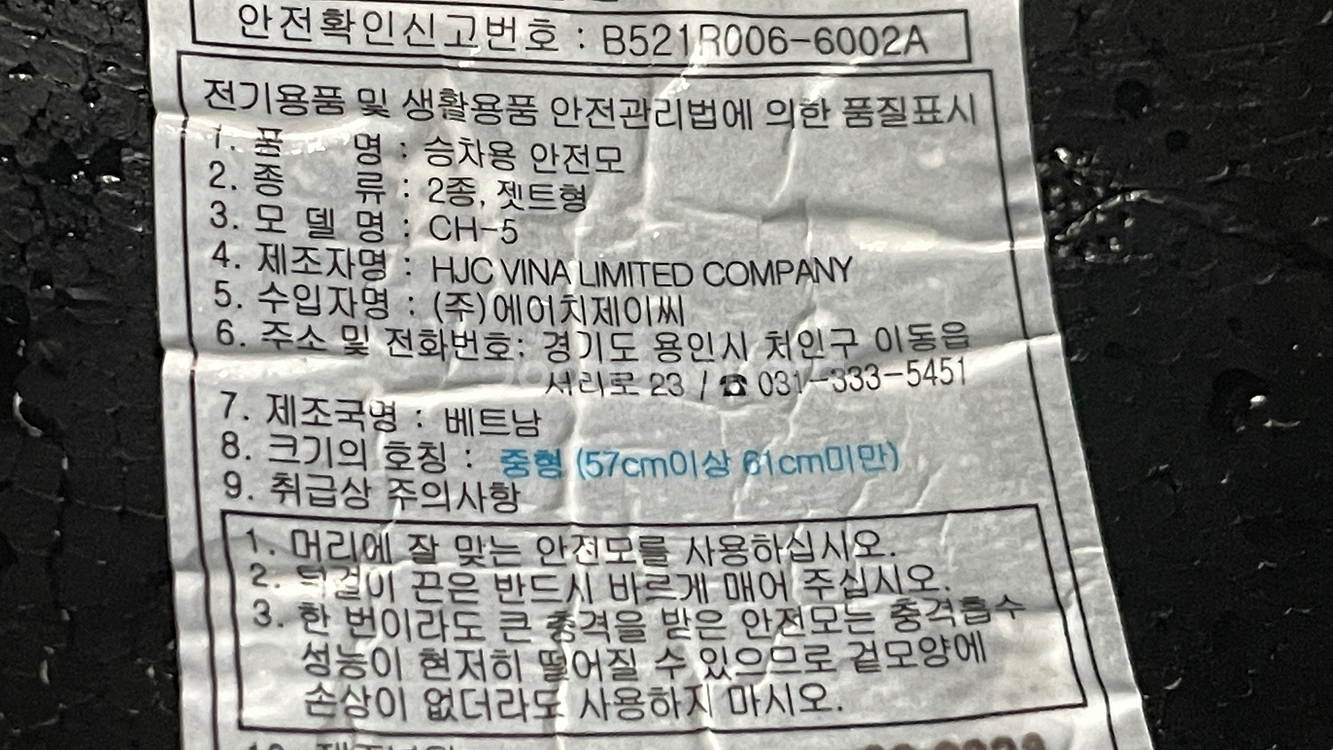 안전확인신고번호 : B521R006-6002A
전기용품 및 생활용품 안전관리법에 의한 품질표시
1. 품 명 : 승차용 안전모
2. 종 류 : 2종, 젯트형
3. 모 델 명 : CH-5
4. 제조자명 : HJC VINA LIMITED COMPANY
5. 수입자명 : (주)에이치제이씨
6. 주소 및 전화번호: 경기도 용인시 처인구 이동읍
서리로 23 / ☎ 031-333-5451
7. 제조국명 : 베트남
8. 크기의 호칭 : 중형 (57cm이상 61cm미만)
9. 취급상 주의사항
1. 머리에 잘 맞는 안전모를 사용하십시오.
2. 턱걸이 끈은 반드시 바르게 매어 주십시오.
3. 한 번이라도 큰 충격을 받은 안전모는 충격흡수
성능이 현저히 떨어질 수 있으므로 겉모양에
손상이 없더라도 사용하지 마시오.